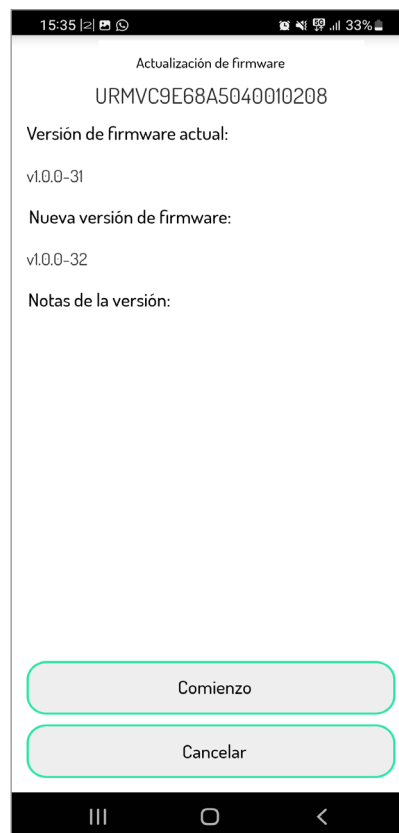 15:35
33%
Actualización de firmware
URMVC9E68A5040010208
Versión de firmware actual:
v1.0.0-31
Nueva versión de firmware:
v1.0.0-32
Notas de la versión:
Comienzo
Cancelar